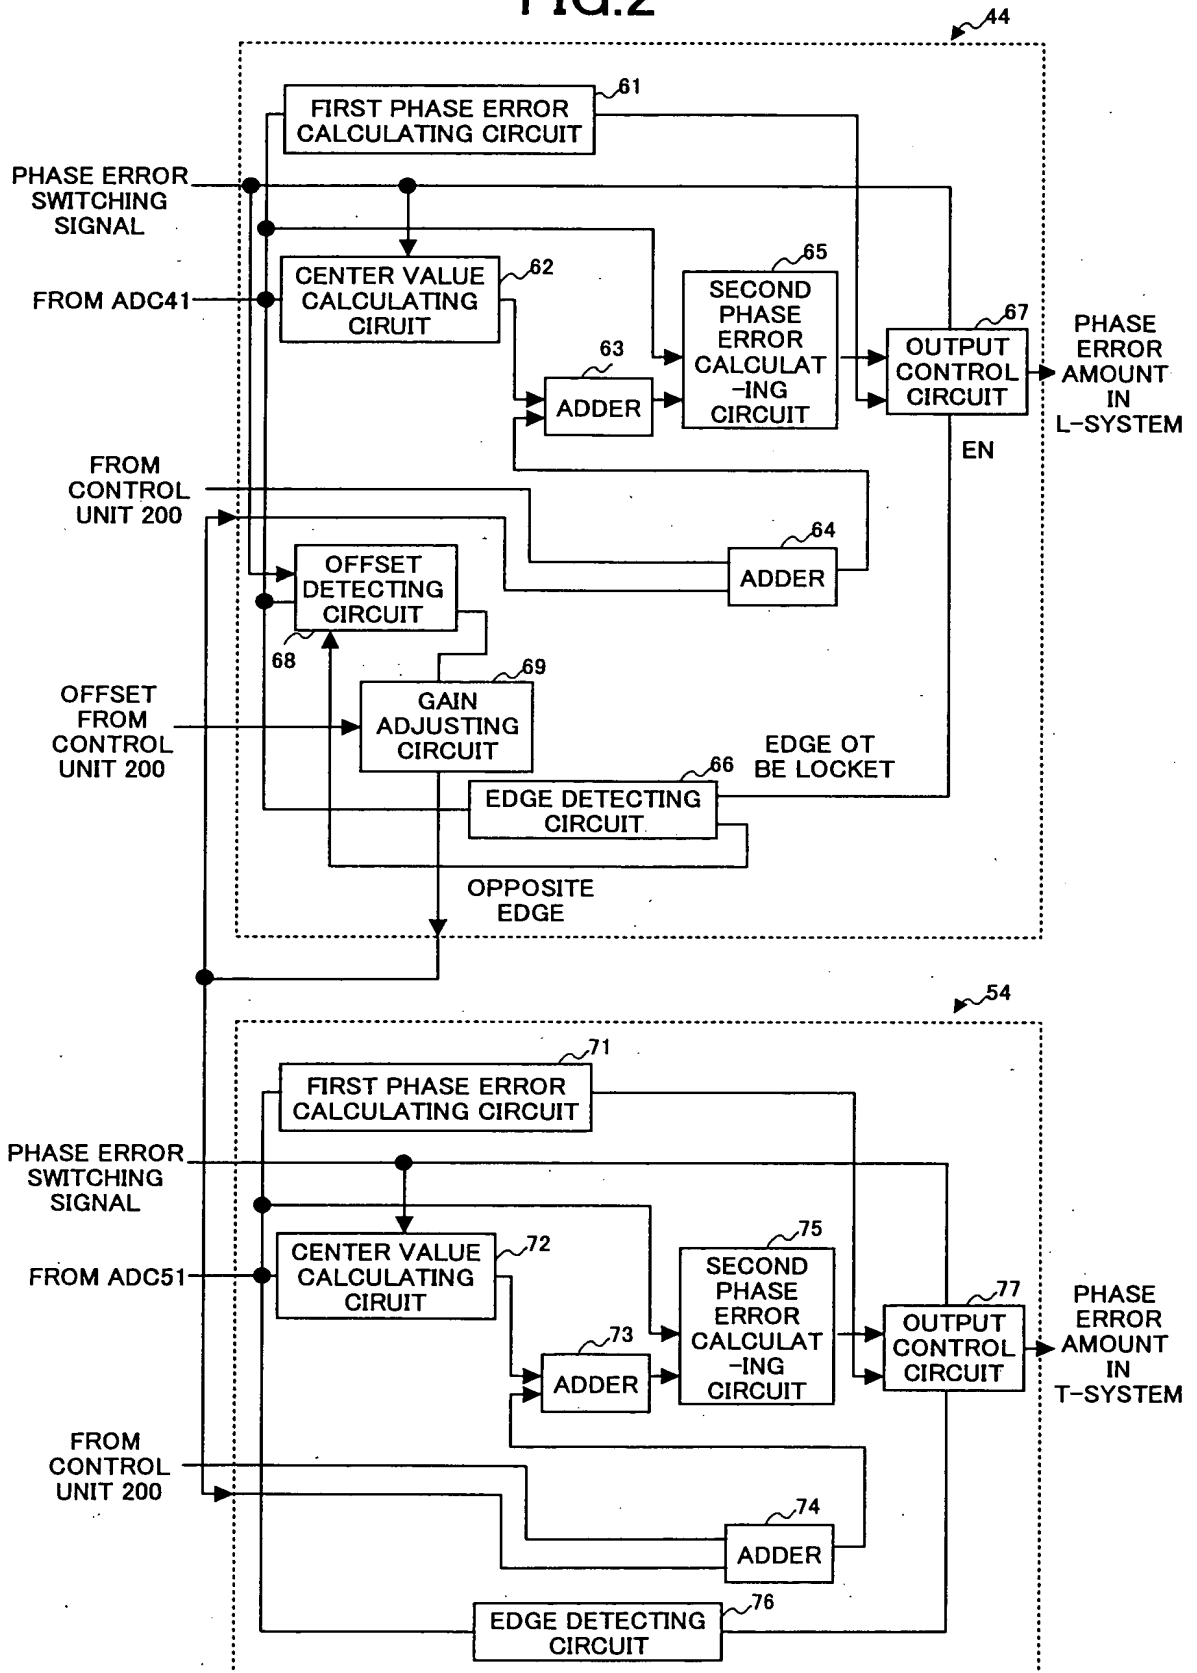 FIG.2
44
61
FIRST PHASE ERROR
CALCULATING CIRCUIT
PHASE ERROR
SWITCHING
SIGNAL
62
CENTER VALUE
CALCULATING
CIRUIT
FROM ADC41
65
SECOND
PHASE
ERROR
CALCULAT
-ING
CIRCUIT
67
OUTPUT
CONTROL
CIRCUIT
PHASE
ERROR
AMOUNT
IN
L-SYSTEM
63
ADDER
EN
FROM
CONTROL
UNIT 200
64
ADDER
OFFSET
DETECTING
CIRCUIT
68
69
GAIN
ADJUSTING
CIRCUIT
OFFSET
FROM
CONTROL
UNIT 200
EDGE OT
BE LOCKET
66
EDGE DETECTING
CIRCUIT
OPPOSITE
EDGE
54
71
FIRST PHASE ERROR
CALCULATING CIRCUIT
PHASE ERROR
SWITCHING
SIGNAL
72
CENTER VALUE
CALCULATING
CIRUIT
FROM ADC51
75
SECOND
PHASE
ERROR
CALCULAT
-ING
CIRCUIT
77
OUTPUT
CONTROL
CIRCUIT
PHASE
ERROR
AMOUNT
IN
T-SYSTEM
73
ADDER
FROM
CONTROL
UNIT 200
74
ADDER
76
EDGE DETECTING
CIRCUIT